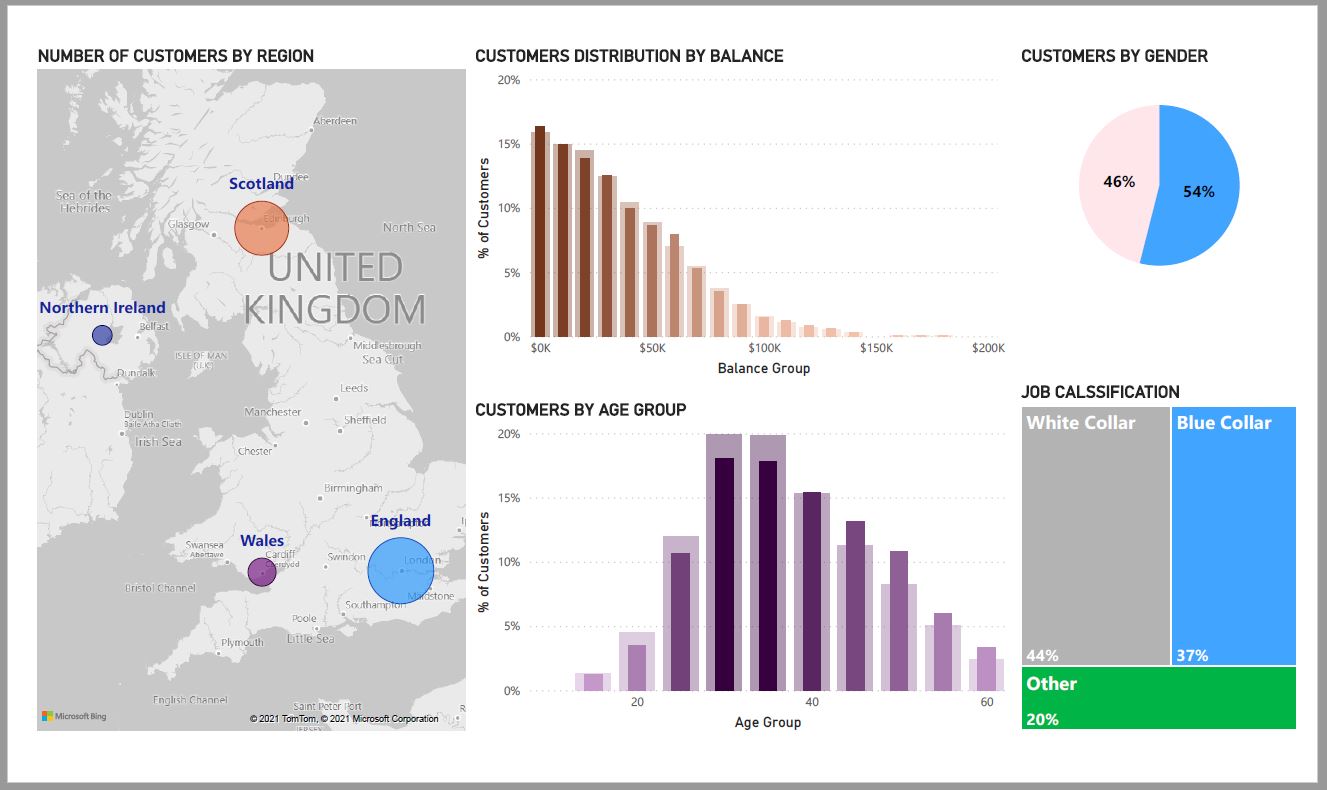 NUMBER OF CUSTOMERS BY REGION
Aberdeen
Dundee
Scotland
Sea of the
Hebrides
Edinburgh
Glasgow
North Sea
UNITED
KINGDOM
Northern Ireland
Belfast
Middlesbrough
Sea Cut
ISLE OF MAN
(U.K.)
Dundalk
Leeds
Manchester
Dublin
Baile Átha Cliath
Sheffield
Irish Sea
Chester
Birmingham
England
Wales
Swansea
Abertawe
Cardiff
Swindon
London
Bristol Channel
Maidstone
Southampton
Poole
Little Sea
Plymouth
English Channel
Saint Peter Port
JERSEY
Microsoft Bing
© 2021 TomTom, © 2021 Microsoft Corporation
CUSTOMERS DISTRIBUTION BY BALANCE
20%
15%
10%
5%
0%
% of Customers
$0K
$50K
$100K
$150K
$200K
Balance Group
CUSTOMERS BY AGE GROUP
20%
15%
10%
5%
0%
% of Customers
20
40
60
Age Group
CUSTOMERS BY GENDER
46%
54%
JOB CALSSIFICATION
White Collar
44%
Blue Collar
37%
Other
20%